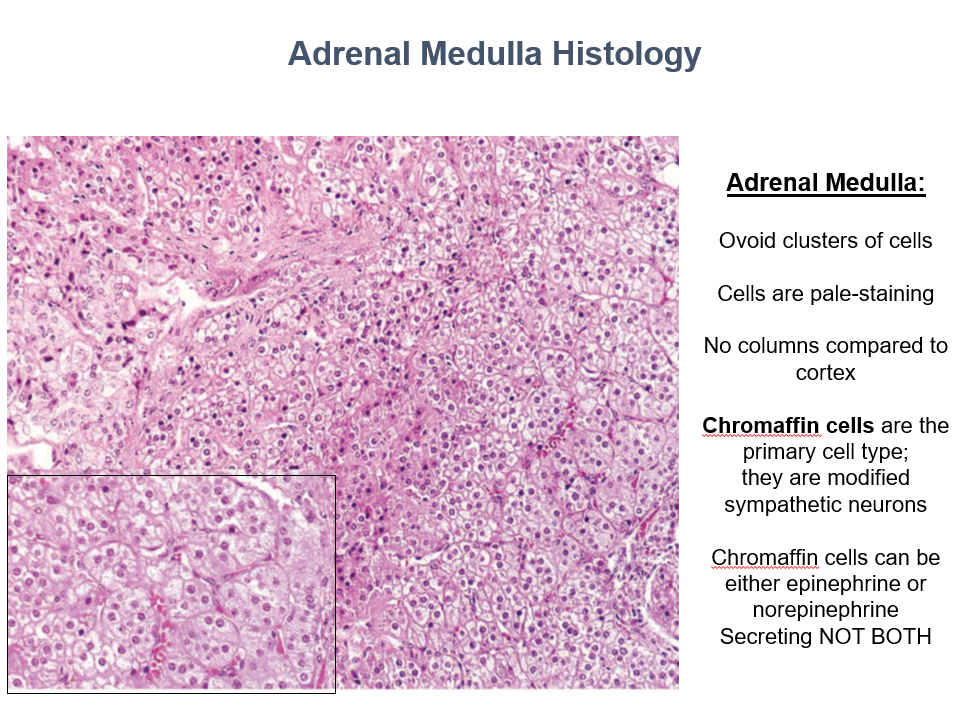 Adrenal Medulla Histology
Adrenal Medulla:
Ovoid clusters of cells
Cells are pale-staining
No columns compared to
cortex
Chromaffin cells are the
primary cell type;
they are modified
sympathetic neurons
Chromaffin cells can be
either epinephrine or
norepinephrine
Secreting NOT BOTH